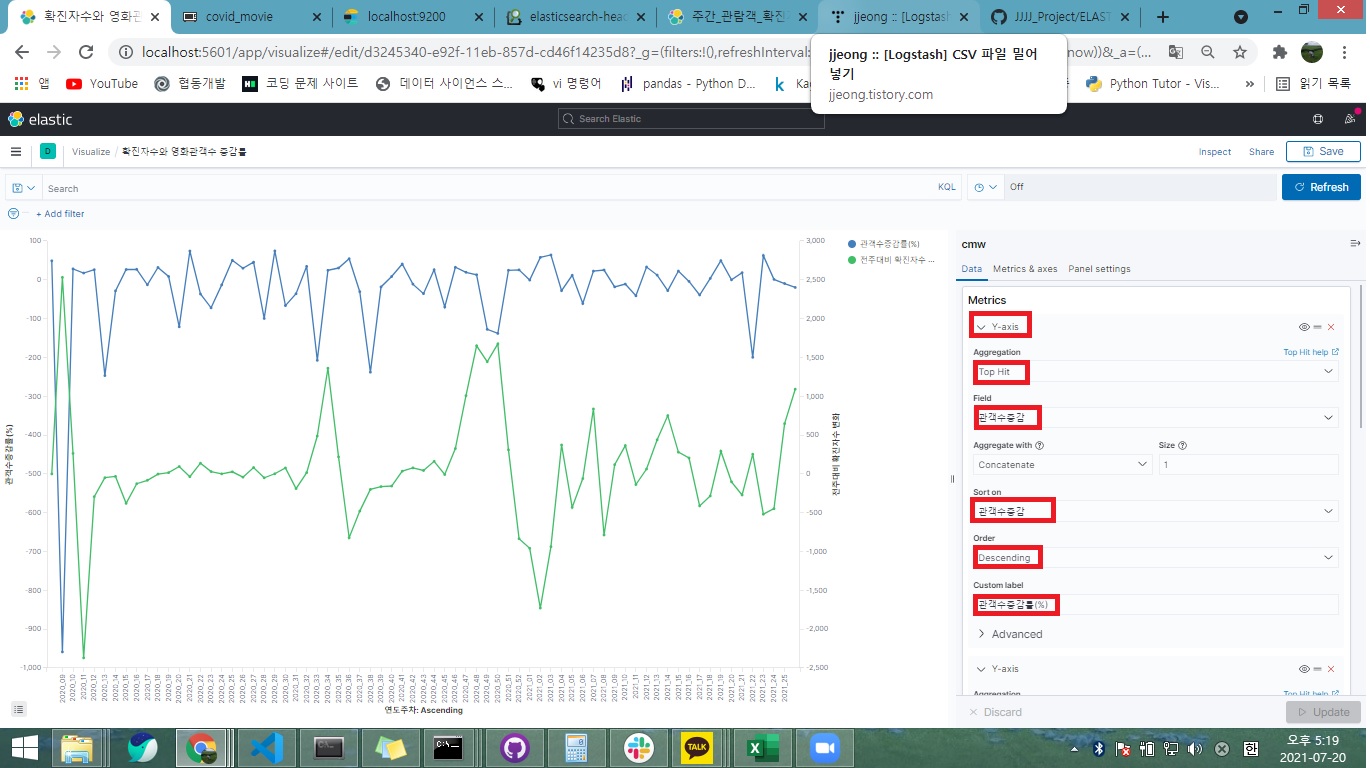 확진자수와 영화관
covid_movie
localhost:9200
elasticsearch-hea
주간_관람객_확진
jjeong :: [Logstash
JJJJ_Project/ELAST
localhost:5601/app/visualize#/edit/d3245340-e92f-11eb-857d-cd46f14235d8?_g=(filters:!(),refreshInterval:
now))&_a=(...
jjeong :: [Logstash] CSV 파일 밀어
넣기
jjeong.tistory.com
앱
YouTube
협동개발
코딩 문제 사이트
데이터 사이언스 스...
vi 명령어
pandas - Python D...
Python Tutor - Vis...
»
읽기 목록
elastic
Search Elastic
D
Visualize / 확진자수와 영화관객수 증감률
Inspect
Share
Save
Search
KQL
Off
Refresh
+ Add filter
100
0
-100
-200
-300
-400
-500
-600
-700
-800
-900
-1,000
관객수증감률(%)
3,000
2,500
2,000
1,500
1,000
500
0
-500
-1,000
-1,500
-2,000
-2,500
전주대비 확진자수 변화
관객수증감률(%)
전주대비 확진자수 ...
2020_09
2020_10
2020_11
2020_12
2020_13
2020_14
2020_15
2020_16
2020_17
2020_18
2020_19
2020_20
2020_21
2020_22
2020_23
2020_24
2020_25
2020_26
2020_27
2020_28
2020_29
2020_30
2020_31
2020_32
2020_33
2020_34
2020_35
2020_36
2020_37
2020_38
2020_39
2020_40
2020_41
2020_42
2020_43
2020_44
2020_45
2020_46
2020_47
2020_48
2020_49
2020_50
2020_51
2020_52
2021_01
2021_02
2021_03
2021_04
2021_05
2021_06
2021_07
2021_08
2021_09
2021_10
2021_11
2021_12
2021_13
2021_14
2021_15
2021_16
2021_17
2021_18
2021_19
2021_20
2021_21
2021_22
2021_23
2021_24
2021_25
연도주차: Ascending
cmw
Data
Metrics & axes
Panel settings
Metrics
Y-axis
Aggregation
Top Hit help
Top Hit
Field
관객수증감
Aggregate with
Size
Concatenate
1
Sort on
관객수증감
Order
Descending
Custom label
관객수증감률(%)
Advanced
Y-axis
Aggregation
Top Hit help
Discard
Update
TALK
한
오후 5:19
2021-07-20